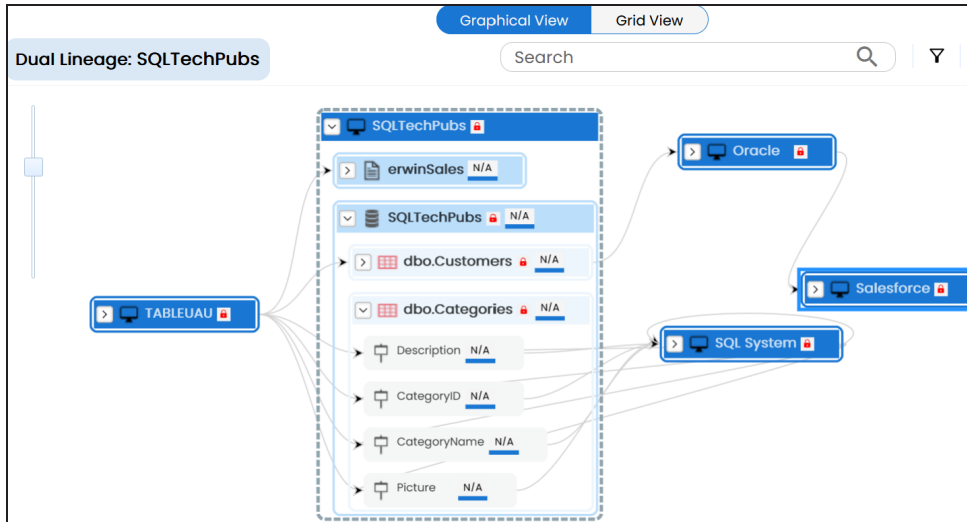 Graphical View
Grid View
Dual Lineage: SQLTechPubs
Search
SQLTechPubs
erwinSales N/A
SQLTechPubs N/A
dbo.Customers N/A
dbo.Categories N/A
Description N/A
CategoryID N/A
CategoryName N/A
Picture N/A
TABLEUAU
Oracle
Salesforce
SQL System